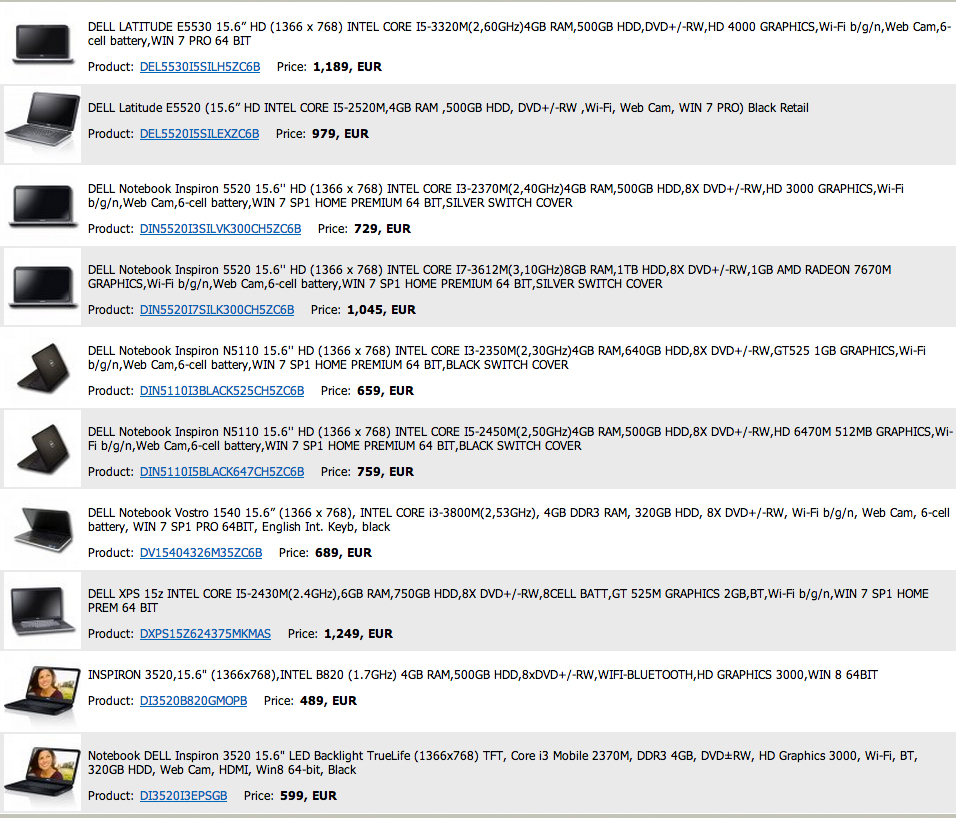 DELL LATITUDE E5530 15.6” HD (1366 x 768) INTEL CORE I5-3320M(2,60GHz)4GB RAM,500GB HDD,DVD+/-RW,HD 4000 GRAPHICS,Wi-Fi b/g/n,Web Cam,6-
cell battery,WIN 7 PRO 64 BIT
Product: DEL5530I5SILH5ZC6B Price: 1,189, EUR
DELL Latitude E5520 (15.6” HD INTEL CORE I5-2520M,4GB RAM ,500GB HDD, DVD+/-RW ,Wi-Fi, Web Cam, WIN 7 PRO) Black Retail
Product: DEL5520I5SILEXZC6B Price: 979, EUR
DELL Notebook Inspiron 5520 15.6'' HD (1366 x 768) INTEL CORE I3-2370M(2,40GHz)4GB RAM,500GB HDD,8X DVD+/-RW,HD 3000 GRAPHICS,Wi-Fi
b/g/n,Web Cam,6-cell battery,WIN 7 SP1 HOME PREMIUM 64 BIT,SILVER SWITCH COVER
Product: DIN5520I3SILVK300CH5ZC6B Price: 729, EUR
DELL Notebook Inspiron 5520 15.6'' HD (1366 x 768) INTEL CORE I7-3612M(3,10GHz)8GB RAM,1TB HDD,8X DVD+/-RW,1GB AMD RADEON 7670M
GRAPHICS,Wi-Fi b/g/n,Web Cam,6-cell battery,WIN 7 SP1 HOME PREMIUM 64 BIT,SILVER SWITCH COVER
Product: DIN5520I7SILK300CH5ZC6B Price: 1,045, EUR
DELL Notebook Inspiron N5110 15.6'' HD (1366 x 768) INTEL CORE I3-2350M(2,30GHz)4GB RAM,640GB HDD,8X DVD+/-RW,GT525 1GB GRAPHICS,Wi-Fi
b/g/n,Web Cam,6-cell battery,WIN 7 SP1 HOME PREMIUM 64 BIT,BLACK SWITCH COVER
Product: DIN5110I3BLACK525CH5ZC6B Price: 659, EUR
DELL Notebook Inspiron N5110 15.6'' HD (1366 x 768) INTEL CORE I5-2450M(2,50GHz)4GB RAM,500GB HDD,8X DVD+/-RW,HD 6470M 512MB GRAPHICS,Wi-
Fi b/g/n,Web Cam,6-cell battery,WIN 7 SP1 HOME PREMIUM 64 BIT,BLACK SWITCH COVER
Product: DIN5110I5BLACK647CH5ZC6B Price: 759, EUR
DELL Notebook Vostro 1540 15.6” (1366 x 768), INTEL CORE i3-3800M(2,53GHz), 4GB DDR3 RAM, 320GB HDD, 8X DVD+/-RW, Wi-Fi b/g/n, Web Cam, 6-cell
battery, WIN 7 SP1 PRO 64BIT, English Int. Keyb, black
Product: DV15404326M35ZC6B Price: 689, EUR
DELL XPS 15z INTEL CORE I5-2430M(2.4GHz),6GB RAM,750GB HDD,8X DVD+/-RW,8CELL BATT,GT 525M GRAPHICS 2GB,BT,Wi-Fi b/g/n,WIN 7 SP1 HOME
PREM 64 BIT
Product: DXPS15Z624375MKMAS Price: 1,249, EUR
INSPIRON 3520,15.6" (1366x768),INTEL B820 (1.7GHz) 4GB RAM,500GB HDD,8xDVD+/-RW,WIFI-BLUETOOTH,HD GRAPHICS 3000,WIN 8 64BIT
Product: DI3520B820GMOPB Price: 489, EUR
Notebook DELL Inspiron 3520 15.6" LED Backlight TrueLife (1366x768) TFT, Core i3 Mobile 2370M, DDR3 4GB, DVD±RW, HD Graphics 3000, Wi-Fi, BT,
320GB HDD, Web Cam, HDMI, Win8 64-bit, Black
Product: DI3520I3EPSGB Price: 599, EUR